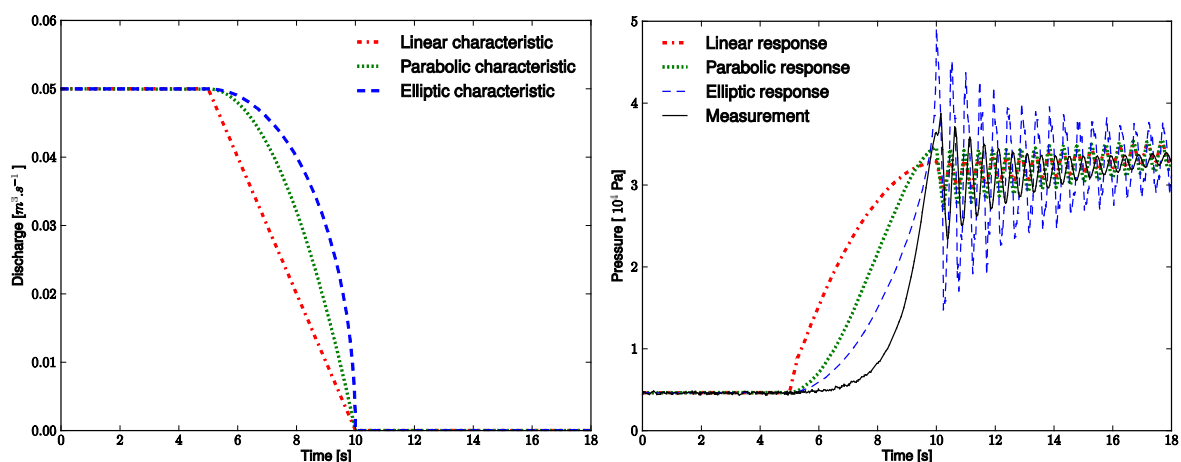 0.06
0.05
0.04
0.03
0.02
0.01
0.00
Discharge [m³.s⁻¹]
Linear characteristic
Parabolic characteristic
Elliptic characteristic
0 2 4 6 8 10 12 14 16 18
Time [s]
5
4
3
2
1
0
Linear response
Parabolic response
Elliptic response
Measurement
0 2 4 6 8 10 12 14 16 18
Time [s]